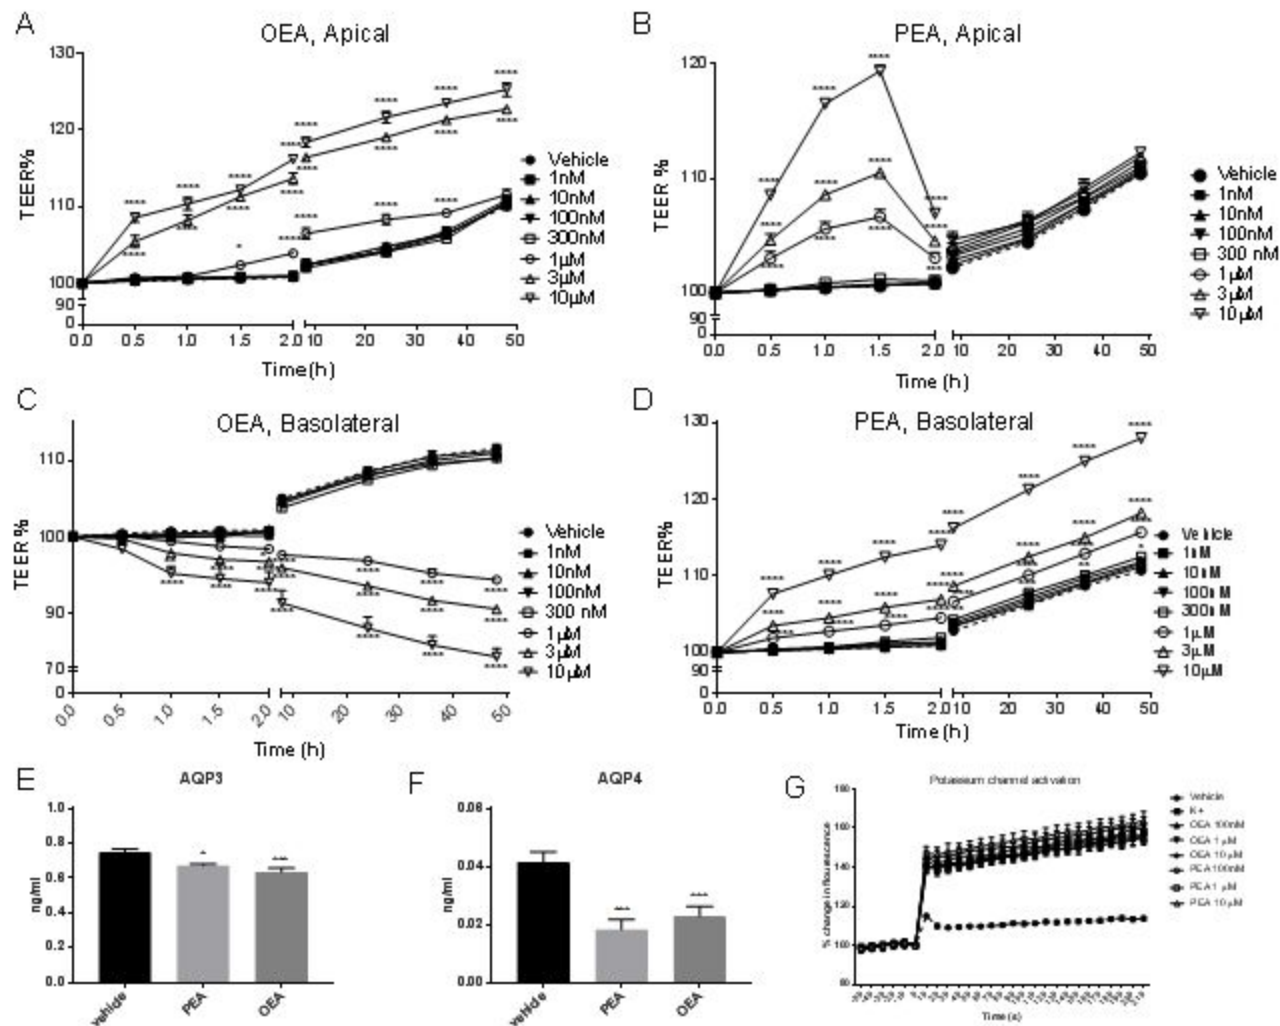 A
OEA, Apical
130
120
110
100
90
0
TEER%
0.0 0.5 1.0 1.5 2.0 10 20 30 40 50
Time (h)
Vehicle
1nM
10nM
100nM
300nM
1µM
3µM
10µM
B
PEA, Apical
120
110
100
90
0
TEER %
0.0 0.5 1.0 1.5 2.0 10 20 30 40 50
Time (h)
Vehicle
1nM
10nM
100nM
300 nM
1µM
3µM
10µM
C
OEA, Basolateral
110
100
90
70
0
TEER %
0.0 0.5 1.0 1.5 2.0 10 20 30 40 50
Time (h)
Vehicle
1nM
10nM
100nM
300 nM
1µM
3µM
10µM
D
PEA, Basolateral
130
120
110
100
90
0
TEER %
0.0 0.5 1.0 1.5 2.0 10 20 30 40 50
Time (h)
Vehicle
1nM
10nM
100nM
300nM
1µM
3µM
10µM
E
AQP3
1.0
0.8
0.6
0.4
0.2
0.0
ng/ml
vehicle PEA OEA
F
AQP4
0.06
0.04
0.02
0.00
ng/ml
vehicle PEA OEA
G
Potassium channel activation
180
160
140
120
100
80
% change in flourescence
Time (s)
Vehicle
K+
OEA 100nM
OEA 1 µM
OEA 10 µM
PEA 100nM
PEA 1 µM
PEA 10 µM